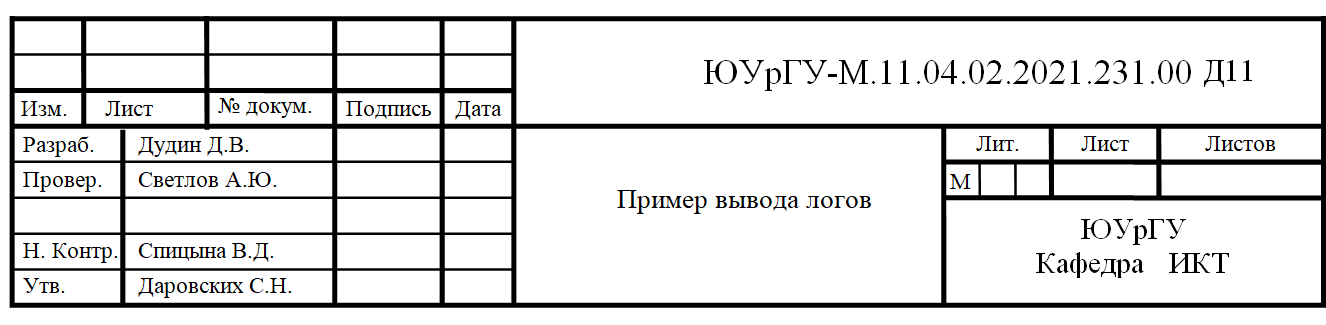 ЮУрГУ-М.11.04.02.2021.231.00 Д11
Изм. Лист № докум. Подпись Дата
Разраб. Дудин Д.В.
Провер. Светлов А.Ю.
Н. Контр. Спицына В.Д.
Утв. Даровских С.Н.
Пример вывода логов
Лит. Лист Листов
М
ЮУрГУ
Кафедра ИКТ